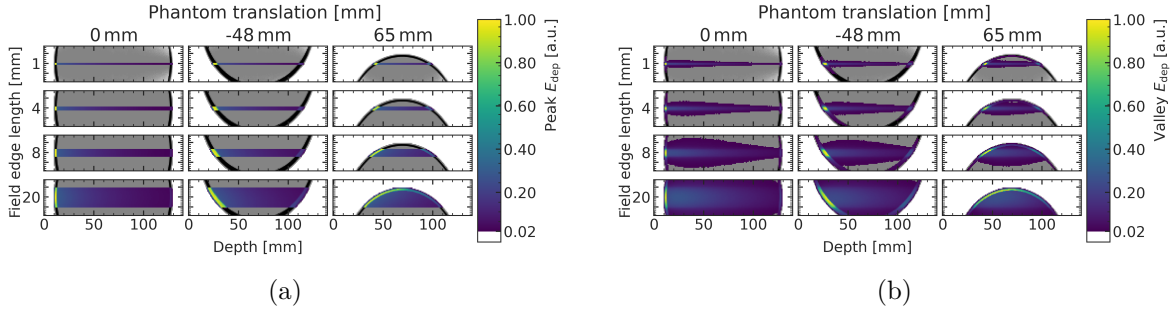 Phantom translation [mm]
0 mm -48 mm 65 mm
Field edge length [mm]
1
4
8
20
0 50 100 0 50 100 0 50 100
Depth [mm]
1.00
0.80
0.60
0.40
0.20
0.02
Peak Edep [a.u.]
(a)
Phantom translation [mm]
0 mm -48 mm 65 mm
Field edge length [mm]
1
4
8
20
0 50 100 0 50 100 0 50 100
Depth [mm]
1.00
0.80
0.60
0.40
0.20
0.02
Valley Edep [a.u.]
(b)